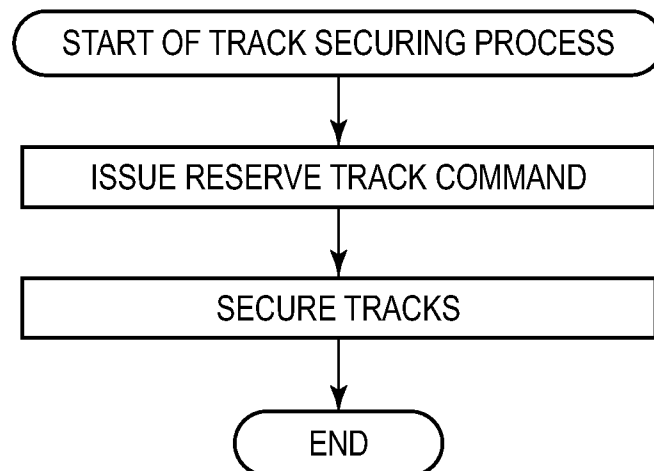 START OF TRACK SECURING PROCESS
ISSUE RESERVE TRACK COMMAND
SECURE TRACKS
END